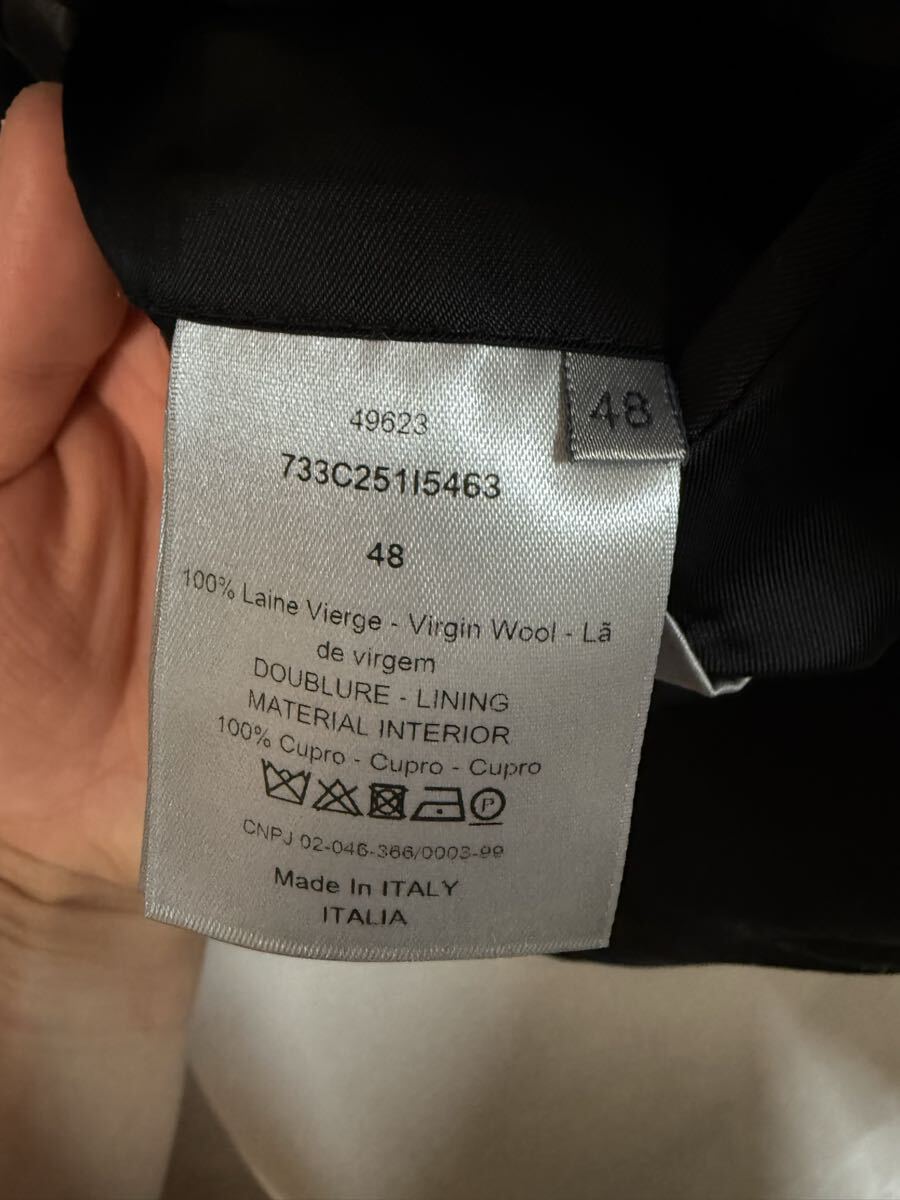 48
49623
733C251I5463
48
100% Laine Vierge - Virgin Wool - Lã
de virgem
DOUBLURE - LINING
MATERIAL INTERIOR
100% Cupro - Cupro - Cupro
P
CNPJ 02-046-366/0003-99
Made In ITALY
ITALIA